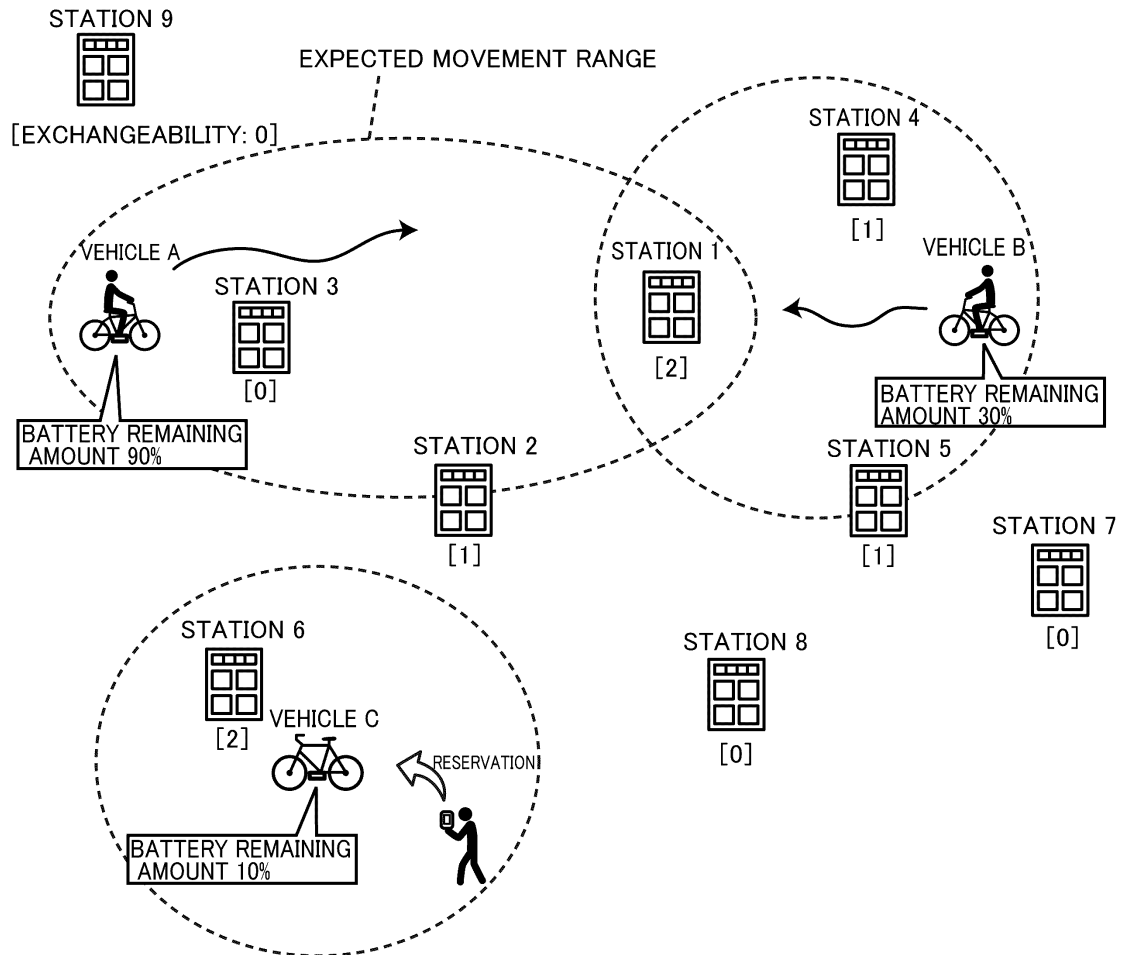 STATION 9
[EXCHANGEABILITY: 0]
EXPECTED MOVEMENT RANGE
STATION 4
[1]
VEHICLE A
STATION 3
[0]
BATTERY REMAINING
AMOUNT 90%
STATION 1
[2]
VEHICLE B
BATTERY REMAINING
AMOUNT 30%
STATION 2
[1]
STATION 5
[1]
STATION 7
[0]
STATION 6
[2]
VEHICLE C
RESERVATION
BATTERY REMAINING
AMOUNT 10%
STATION 8
[0]